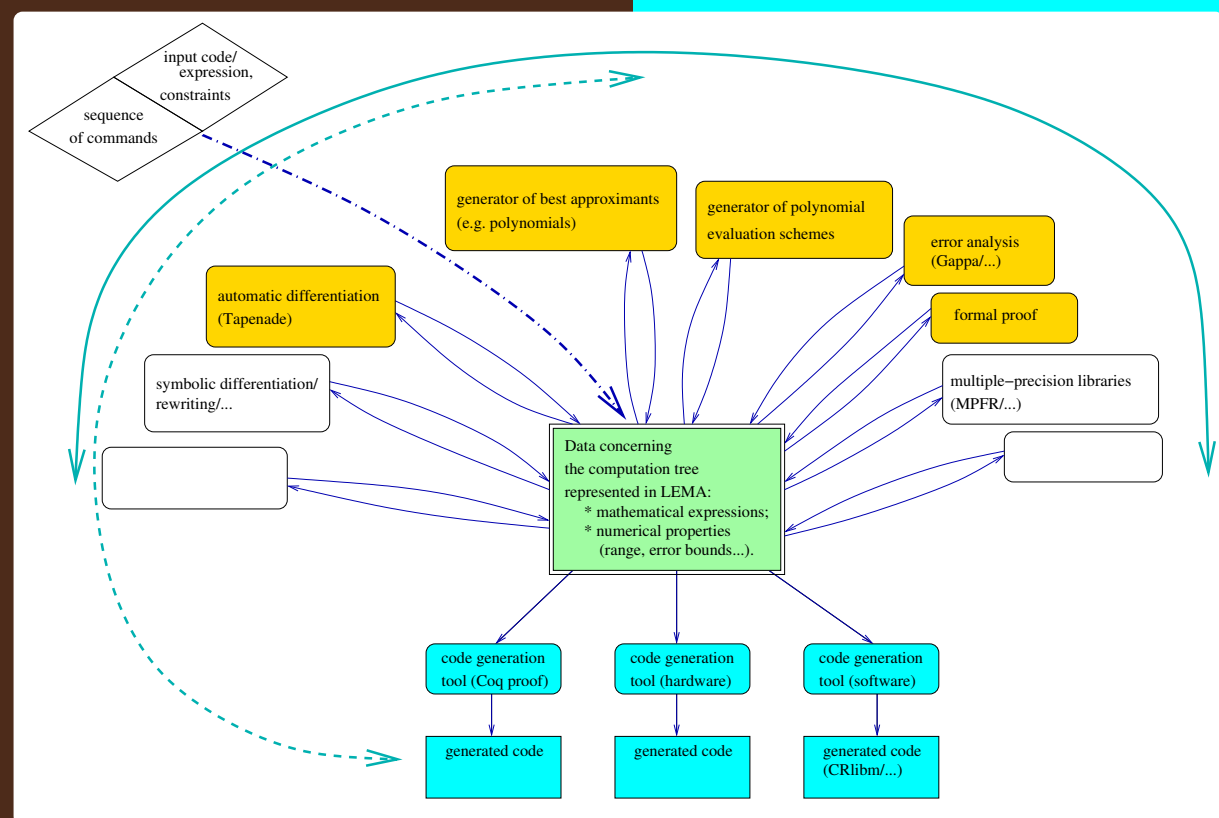 input code/
expression,
constraints
sequence
of commands
generator of best approximants
(e.g. polynomials)
generator of polynomial
evaluation schemes
error analysis
(Gappa/...)
automatic differentiation
(Tapenade)
formal proof
symbolic differentiation/
rewriting/...
multiple−precision libraries
(MPFR/...)
Data concerning
the computation tree
represented in LEMA:
* mathematical expressions;
* numerical properties
(range, error bounds...).
code generation
tool (Coq proof)
code generation
tool (hardware)
code generation
tool (software)
generated code
generated code
generated code
(CRlibm/...)